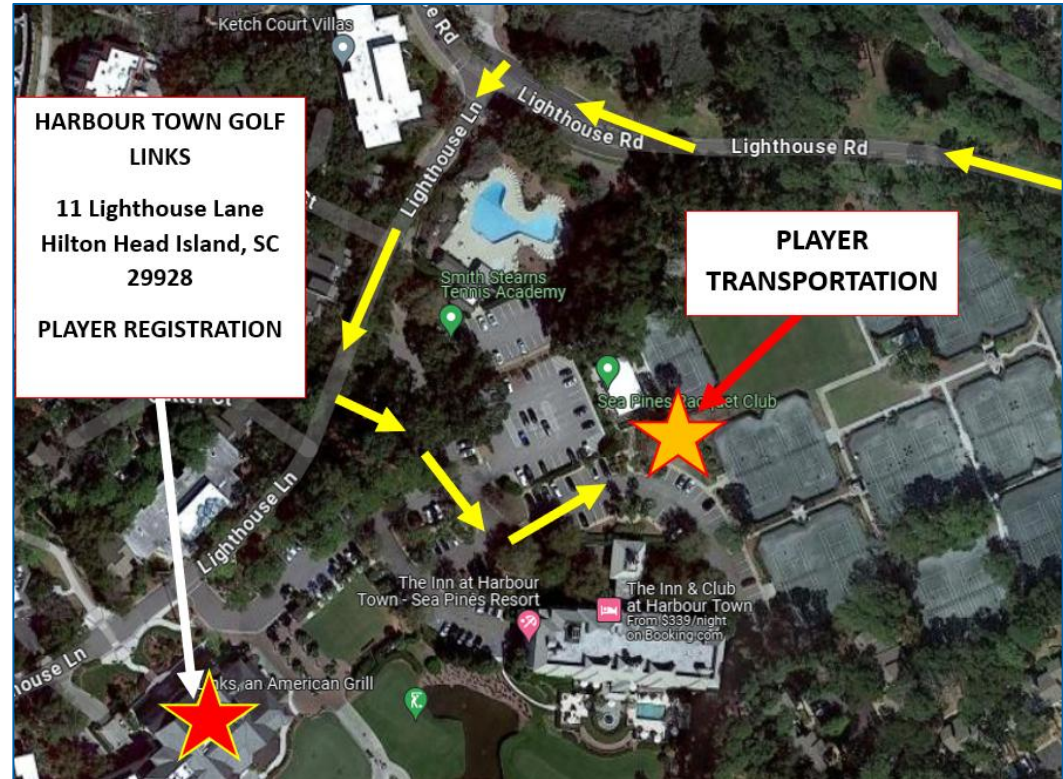 Ketch Court Villas
Rd
Lighthouse Rd
Lighthouse Rd
Lighthouse Ln
HARBOUR TOWN GOLF
LINKS
11 Lighthouse Lane
Hilton Head Island, SC
29928
PLAYER REGISTRATION
PLAYER
TRANSPORTATION
Smith Stearns
Tennis Academy
Sea Pines Racquet Club
Ct
Lighthouse Ln
The Inn at Harbour
Town - Sea Pines Resort
The Inn & Club
at Harbour Town
From $339/night
on Booking.com
house Ln
Links, an American Grill